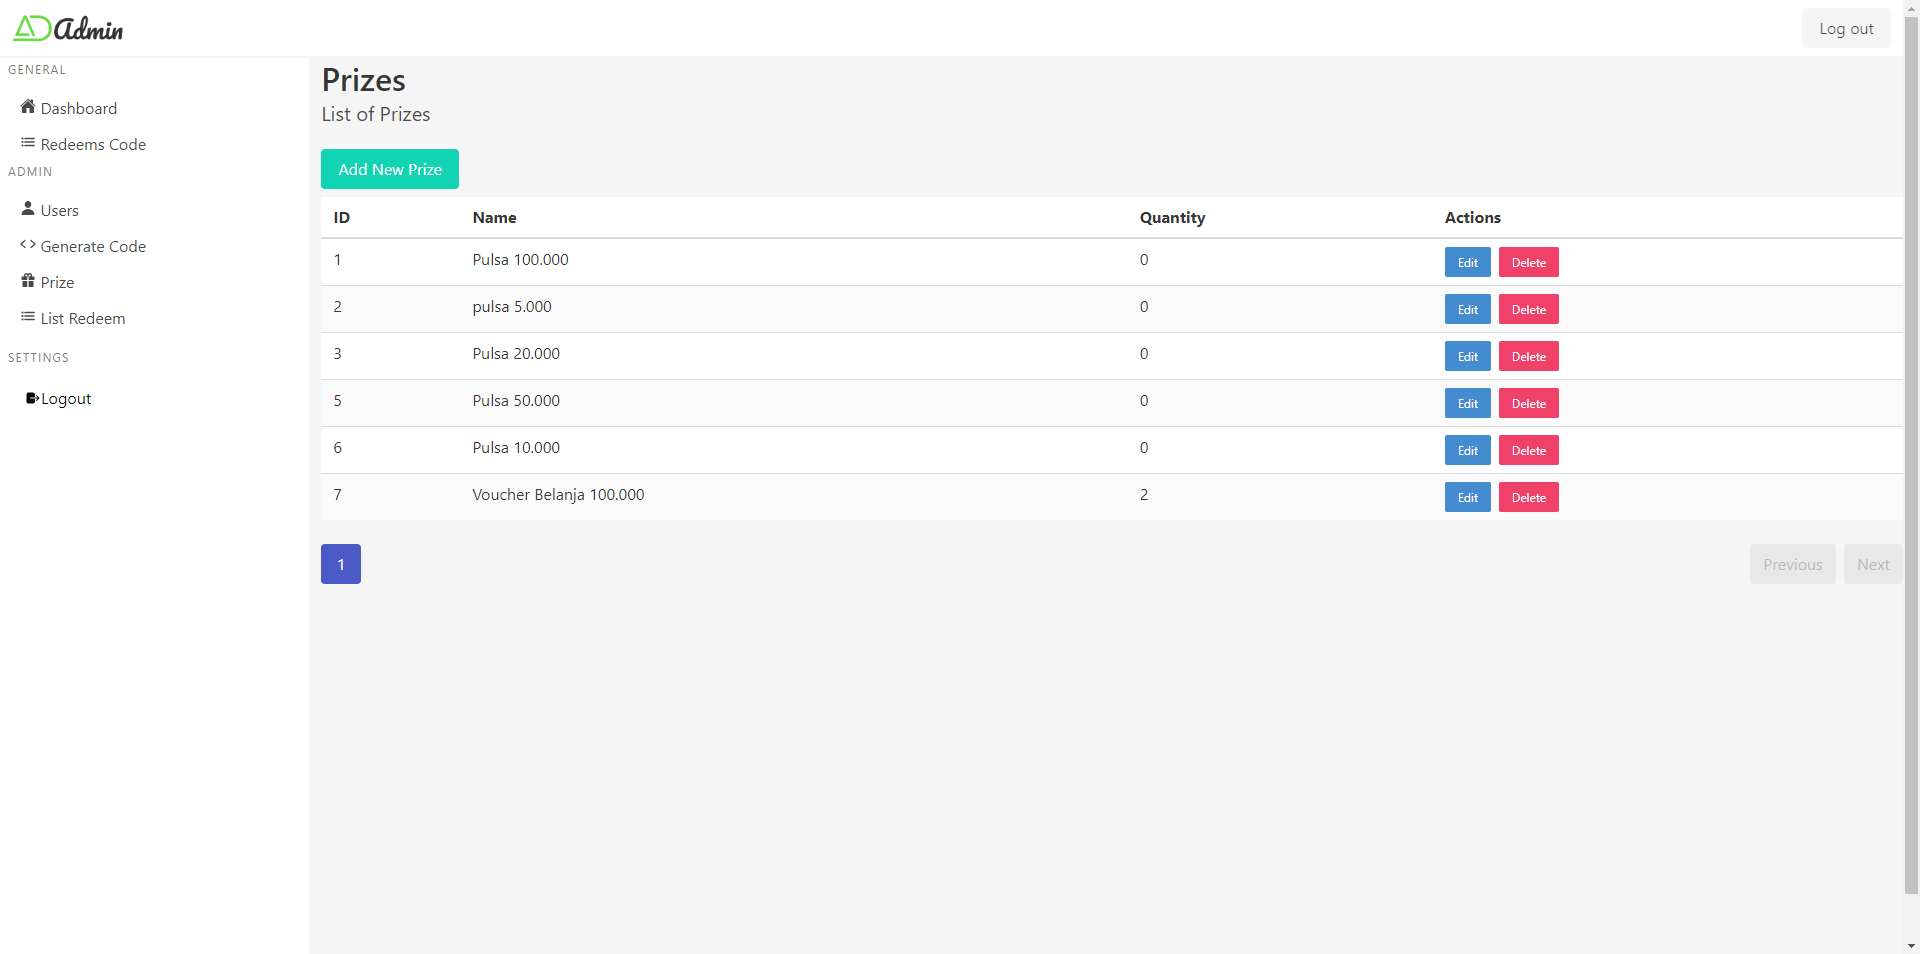 AD Admin
Log out
GENERAL
Dashboard
Redeems Code
ADMIN
Users
Generate Code
Prize
List Redeem
SETTINGS
Logout
Prizes
List of Prizes
Add New Prize
ID Name Quantity Actions
1 Pulsa 100.000 0 Edit Delete
2 pulsa 5.000 0 Edit Delete
3 Pulsa 20.000 0 Edit Delete
5 Pulsa 50.000 0 Edit Delete
6 Pulsa 10.000 0 Edit Delete
7 Voucher Belanja 100.000 2 Edit Delete
1 Previous Next